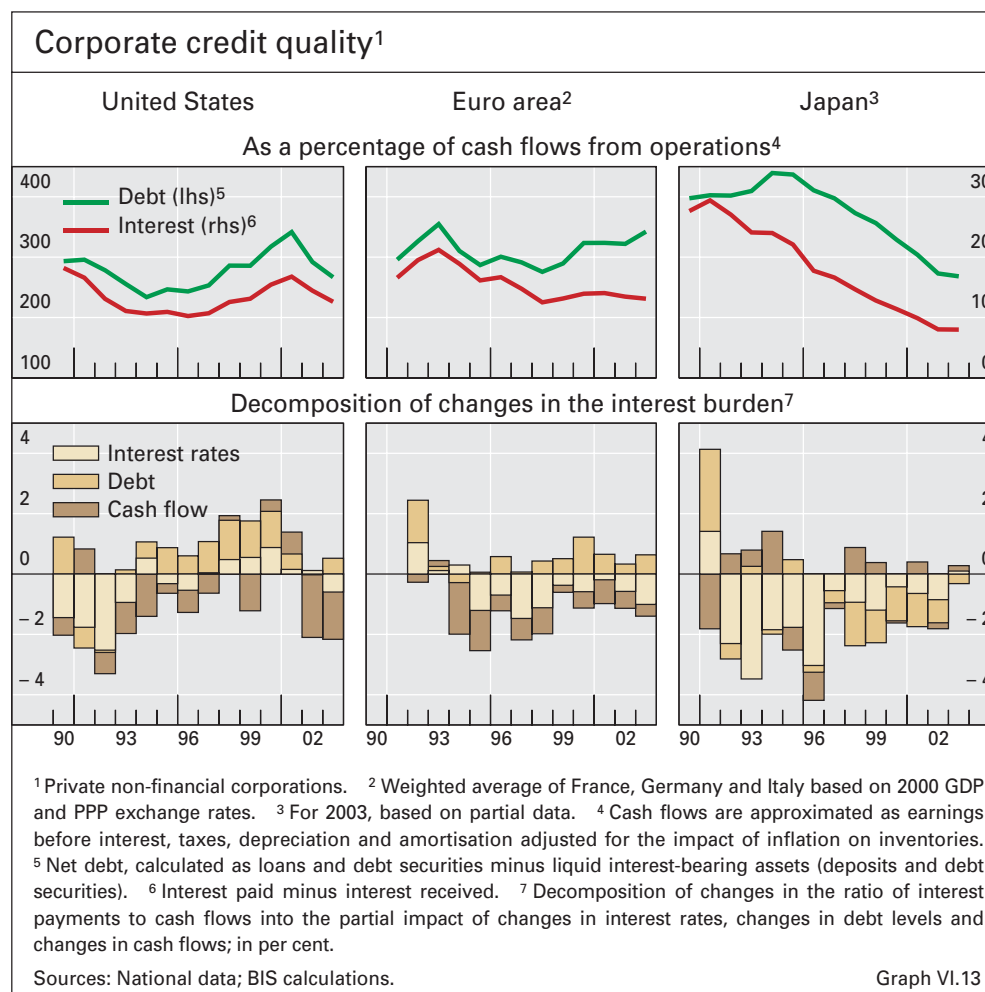 Corporate credit quality¹
United States Euro area² Japan³
As a percentage of cash flows from operations⁴
400
300
200
100
Debt (lhs)⁵
Interest (rhs)⁶
30
20
10
0
Decomposition of changes in the interest burden⁷
4
2
0
–2
–4
Interest rates
Debt
Cash flow
4
2
0
–2
–4
90 93 96 99 02 90 93 96 99 02 90 93 96 99 02
¹ Private non-financial corporations. ² Weighted average of France, Germany and Italy based on 2000 GDP
and PPP exchange rates. ³ For 2003, based on partial data. ⁴ Cash flows are approximated as earnings
before interest, taxes, depreciation and amortisation adjusted for the impact of inflation on inventories.
⁵ Net debt, calculated as loans and debt securities minus liquid interest-bearing assets (deposits and debt
securities). ⁶ Interest paid minus interest received. ⁷ Decomposition of changes in the ratio of interest
payments to cash flows into the partial impact of changes in interest rates, changes in debt levels and
changes in cash flows; in per cent.
Sources: National data; BIS calculations. Graph VI.13